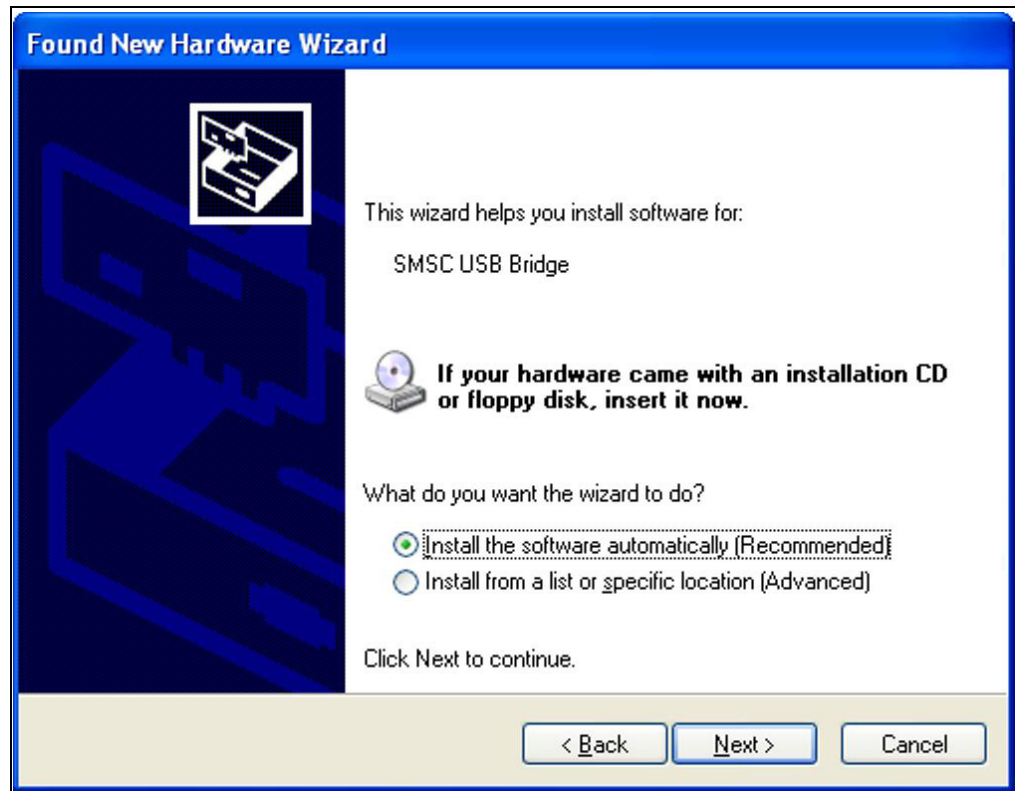 Found New Hardware Wizard
This wizard helps you install software for:
SMSC USB Bridge
If your hardware came with an installation CD
or floppy disk, insert it now.
What do you want the wizard to do?
Install the software automatically (Recommended)
Install from a list or specific location (Advanced)
Click Next to continue.
< Back
Next >
Cancel